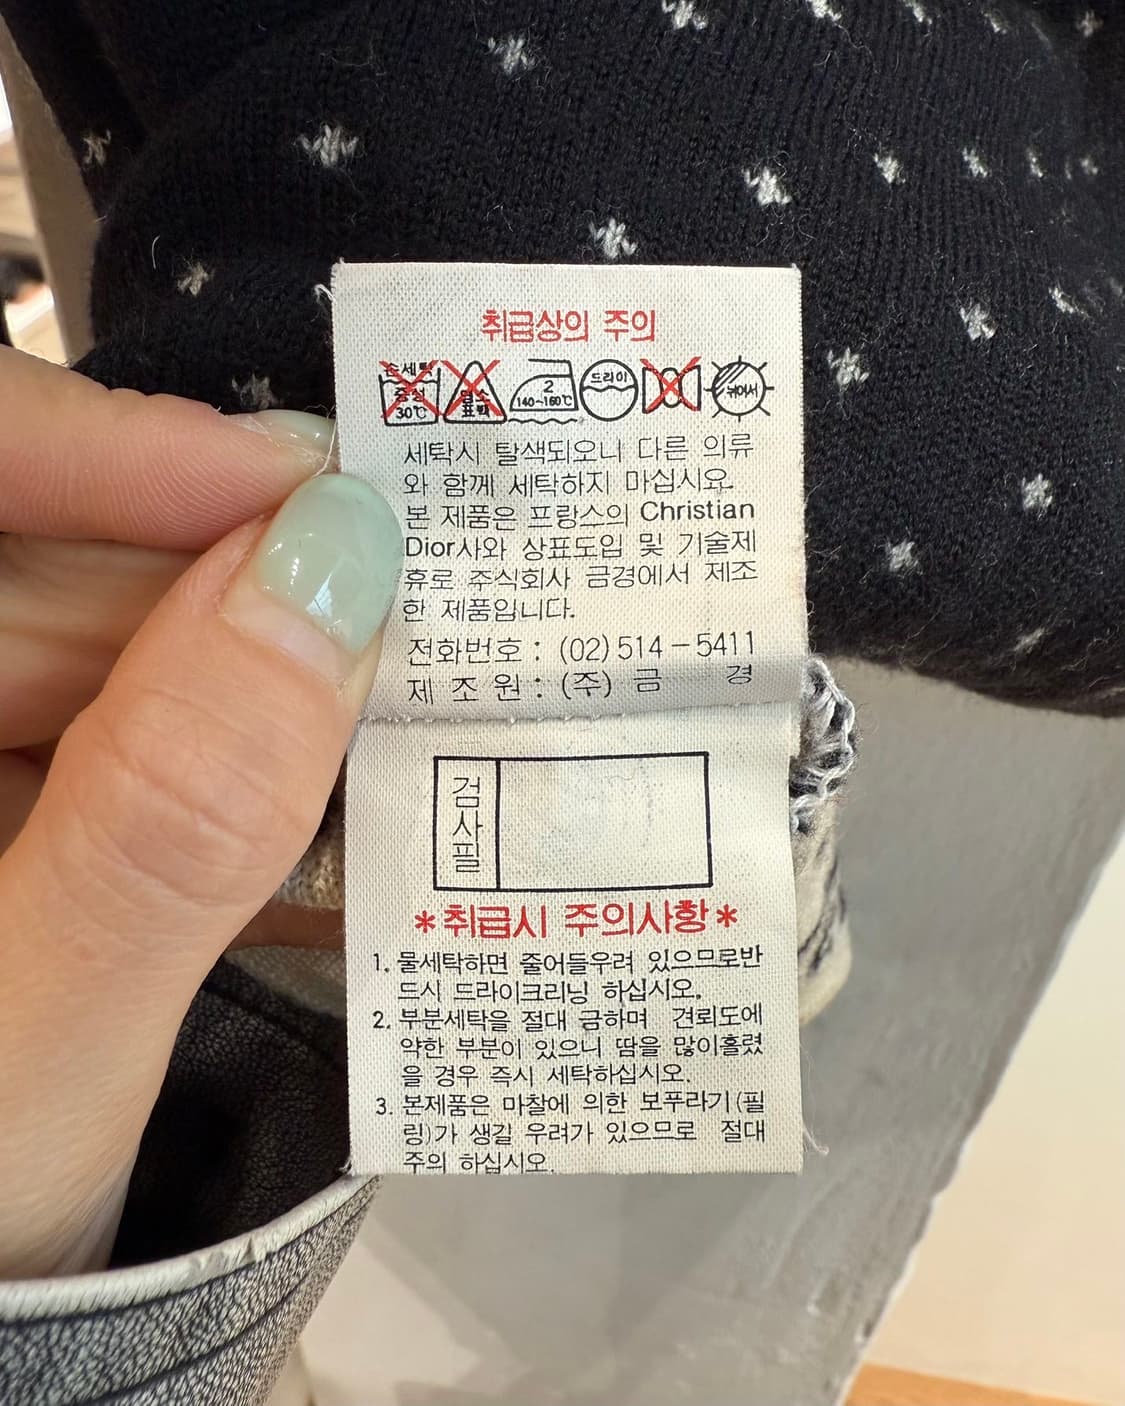 취급상의 주의
손세탁 중성 30℃
염소 표백
2 140~160℃
드라이
뉘어서
세탁시 탈색되오니 다른 의류
와 함께 세탁하지 마십시요.
본 제품은 프랑스의 Christian
Dior사와 상표도입 및 기술제
휴로 주식회사 금경에서 제조
한 제품입니다.
전화번호 : (02) 514-5411
제 조 원 : (주) 금 경
검사필
*취급시 주의사항*
1. 물세탁하면 줄어들우려 있으므로반
드시 드라이크리닝 하십시오.
2. 부분세탁을 절대 금하며 견뢰도에
약한 부분이 있으니 땀을 많이흘렸
을 경우 즉시 세탁하십시오.
3. 본제품은 마찰에 의한 보푸라기(필
링)가 생길 우려가 있으므로 절대
주의 하십시오.